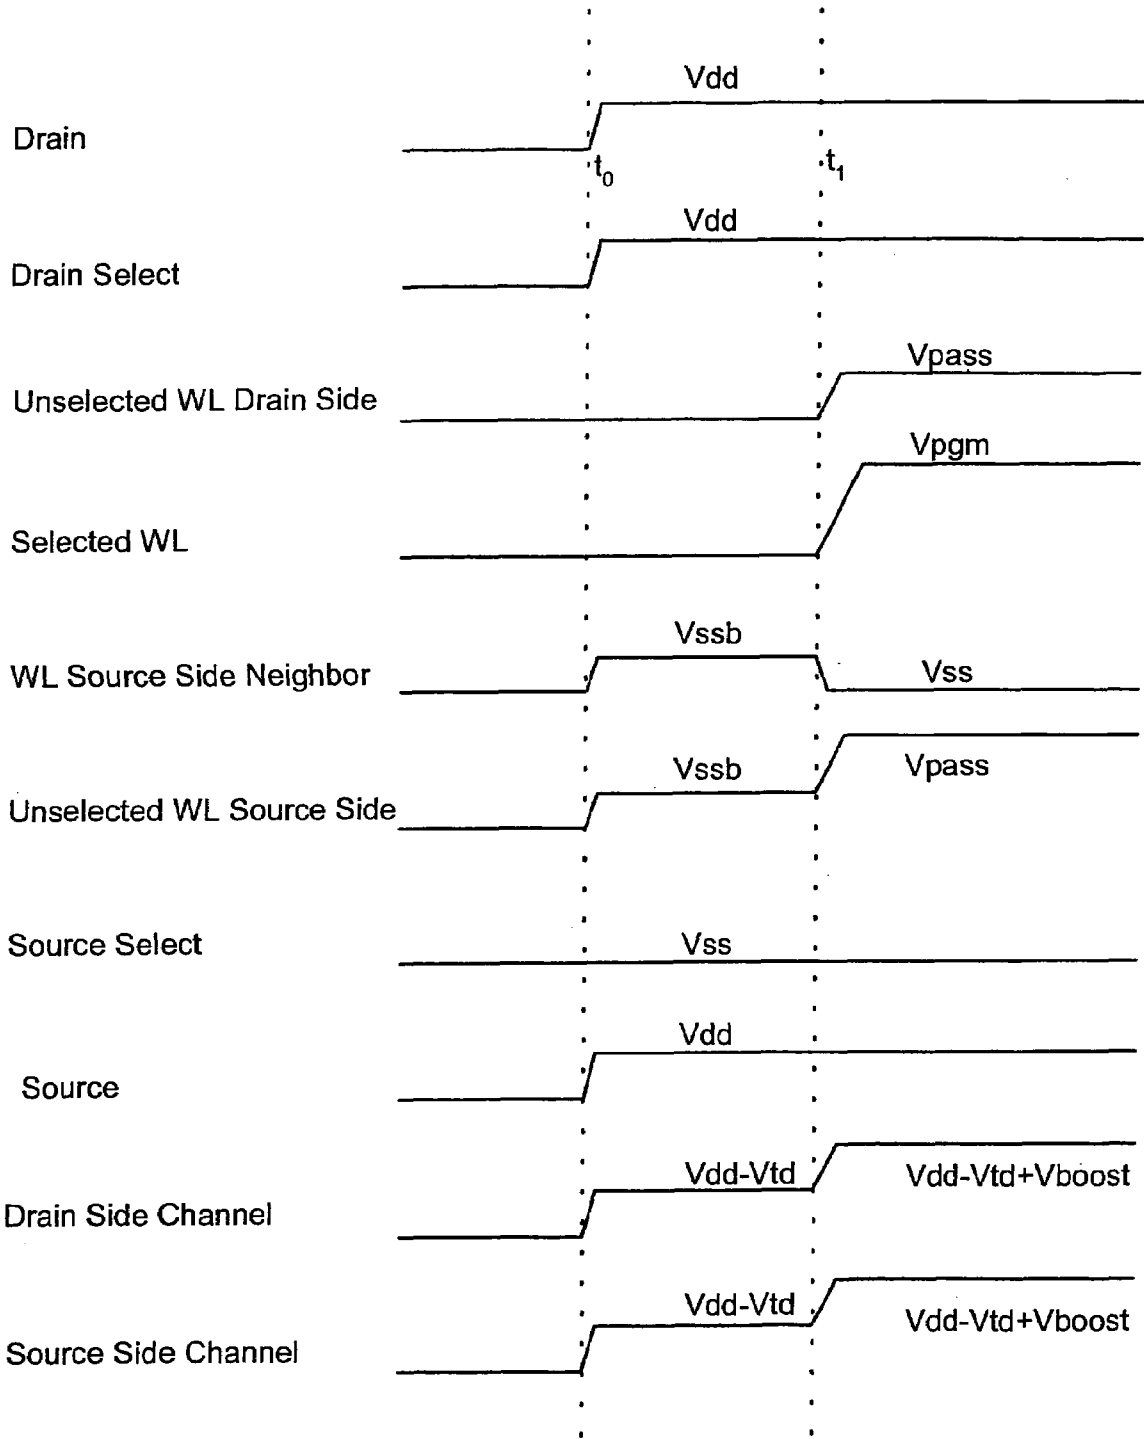 Vdd
Drain
t0
t1
Vdd
Drain Select
Vpass
Unselected WL Drain Side
Vpgm
Selected WL
Vssb
WL Source Side Neighbor
Vss
Vssb
Vpass
Unselected WL Source Side
Source Select
Vss
Vdd
Source
Vdd-Vtd
Vdd-Vtd+Vboost
Drain Side Channel
Vdd-Vtd
Vdd-Vtd+Vboost
Source Side Channel